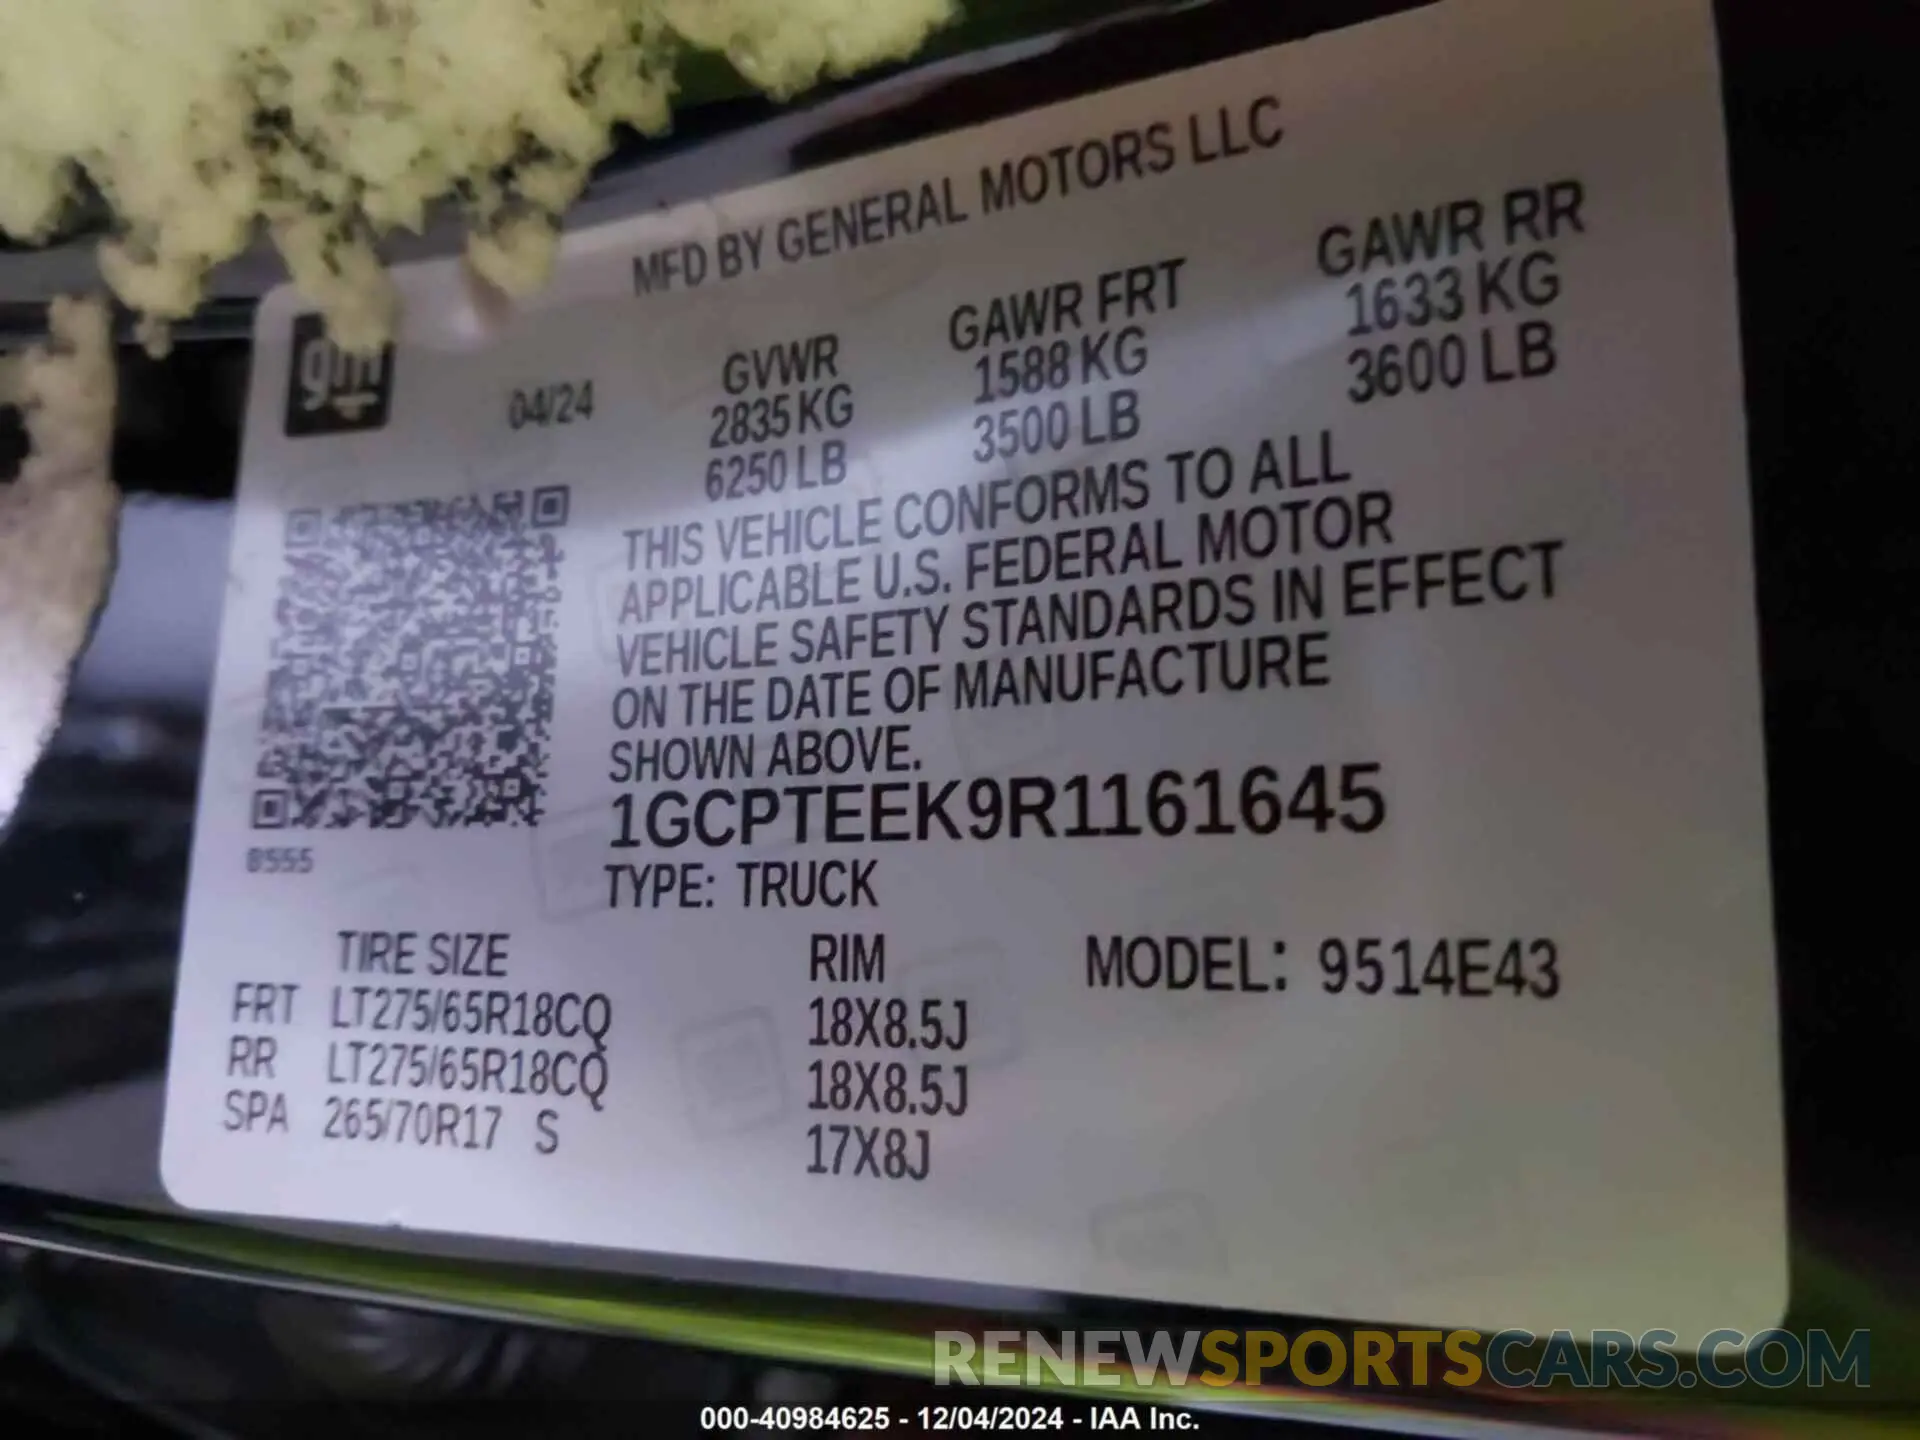 MFD BY GENERAL MOTORS LLC
gm 04/24
GVWR GAWR FRT GAWR RR
2835 KG 1588 KG 1633 KG
6250 LB 3500 LB 3600 LB
THIS VEHICLE CONFORMS TO ALL
APPLICABLE U.S. FEDERAL MOTOR
VEHICLE SAFETY STANDARDS IN EFFECT
ON THE DATE OF MANUFACTURE
SHOWN ABOVE.
1GCPTEEK9R1161645
8555
TYPE: TRUCK
TIRE SIZE RIM MODEL: 9514E43
FRT LT275/65R18CQ 18X8.5J
RR LT275/65R18CQ 18X8.5J
SPA 265/70R17 S 17X8J
RENEWSPORTSCARS.COM
000-40984625 - 12/04/2024 - IAA Inc.